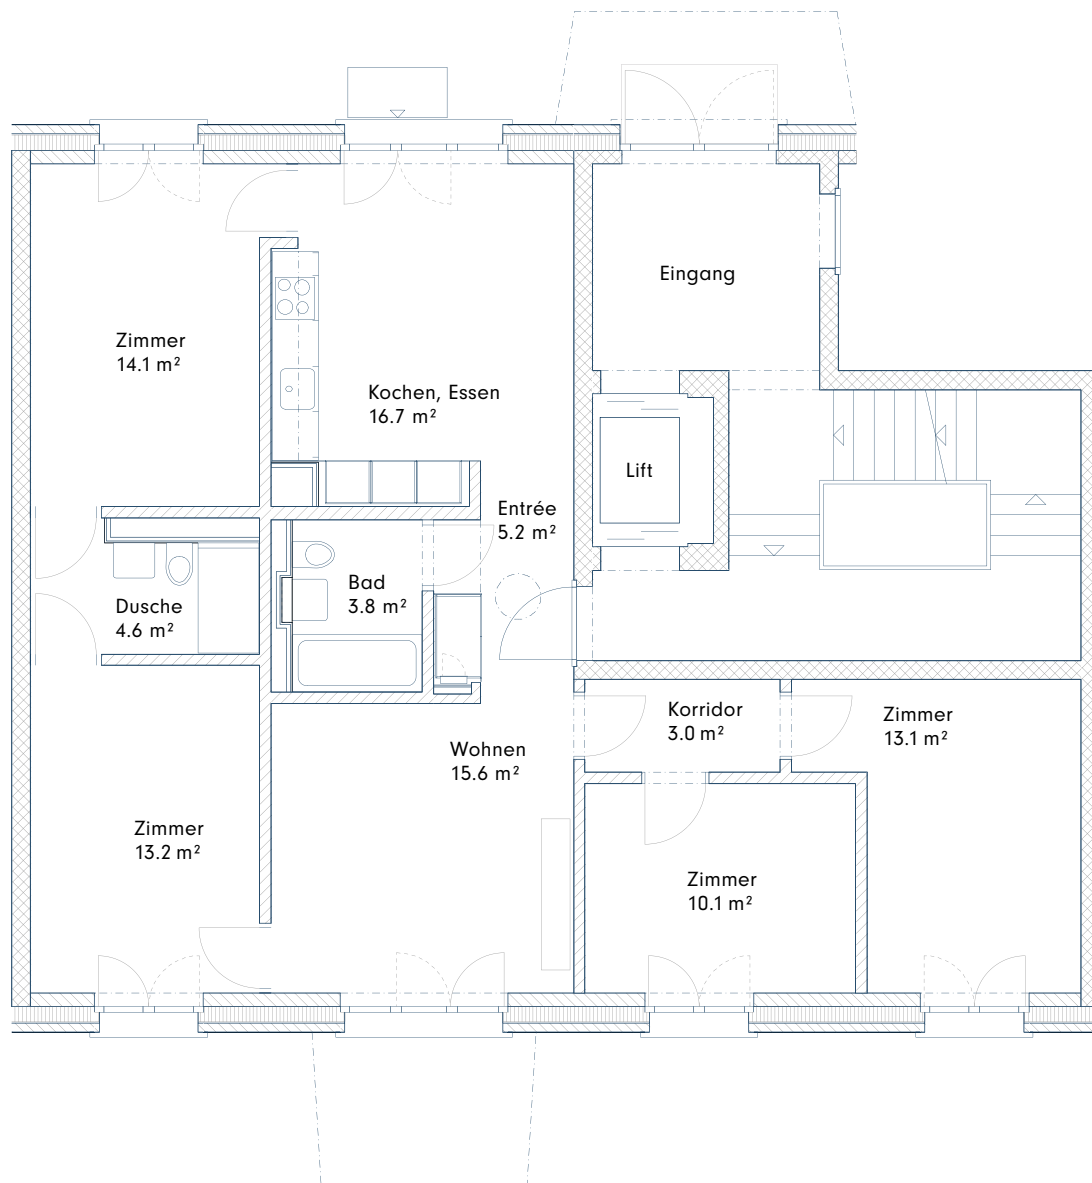 Eingang
Zimmer
14.1 m²
Kochen, Essen
16.7 m²
Lift
Entrée
5.2 m²
Bad
3.8 m²
Dusche
4.6 m²
Korridor
3.0 m²
Zimmer
13.1 m²
Wohnen
15.6 m²
Zimmer
13.2 m²
Zimmer
10.1 m²